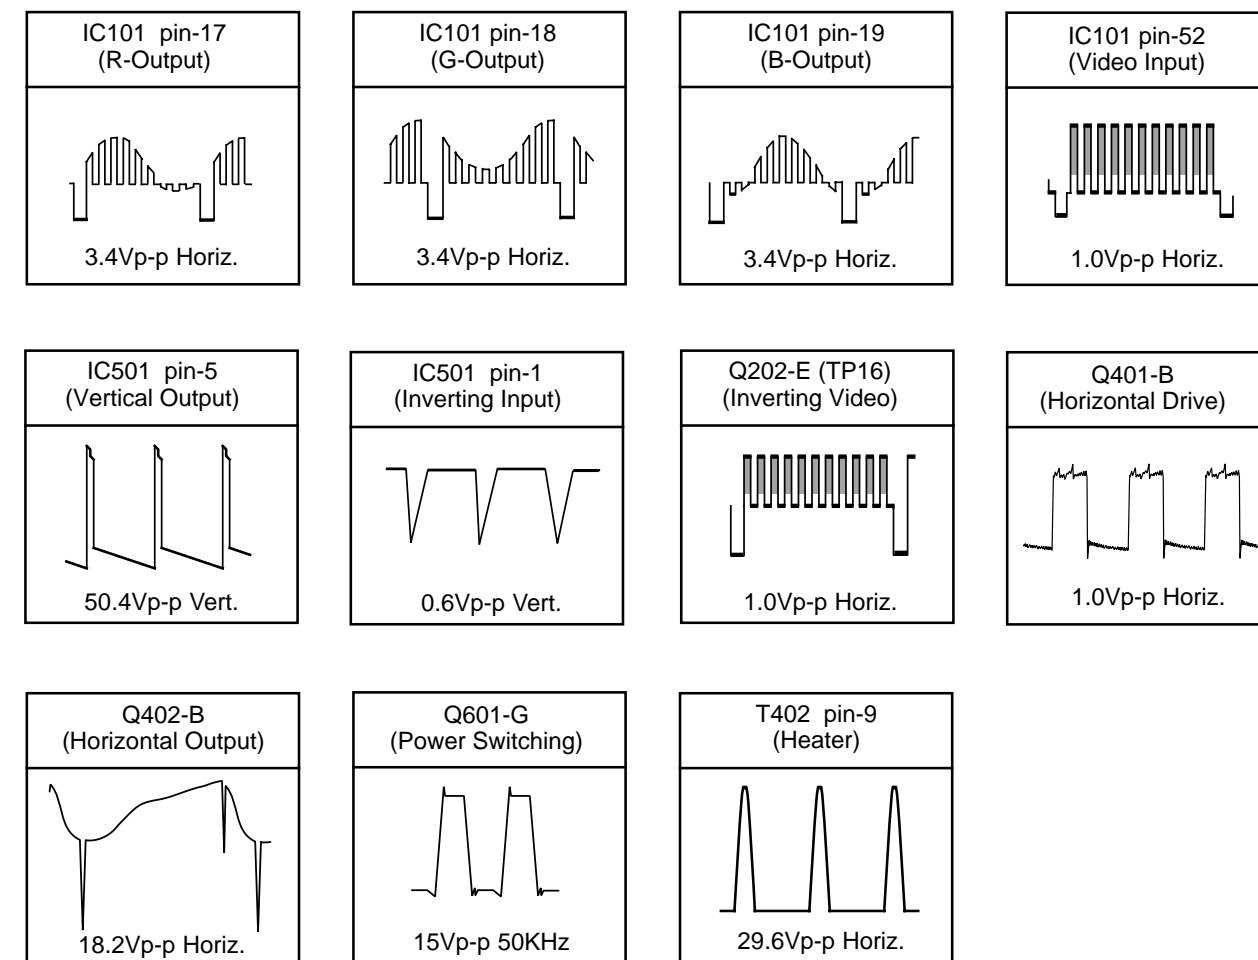 IC101 pin-17
(R-Output)
3.4Vp-p Horiz.
IC101 pin-18
(G-Output)
3.4Vp-p Horiz.
IC101 pin-19
(B-Output)
3.4Vp-p Horiz.
IC101 pin-52
(Video Input)
1.0Vp-p Horiz.
IC501 pin-5
(Vertical Output)
50.4Vp-p Vert.
IC501 pin-1
(Inverting Input)
0.6Vp-p Vert.
Q202-E (TP16)
(Inverting Video)
1.0Vp-p Horiz.
Q401-B
(Horizontal Drive)
1.0Vp-p Horiz.
Q402-B
(Horizontal Output)
18.2Vp-p Horiz.
Q601-G
(Power Switching)
15Vp-p 50KHz
T402 pin-9
(Heater)
29.6Vp-p Horiz.